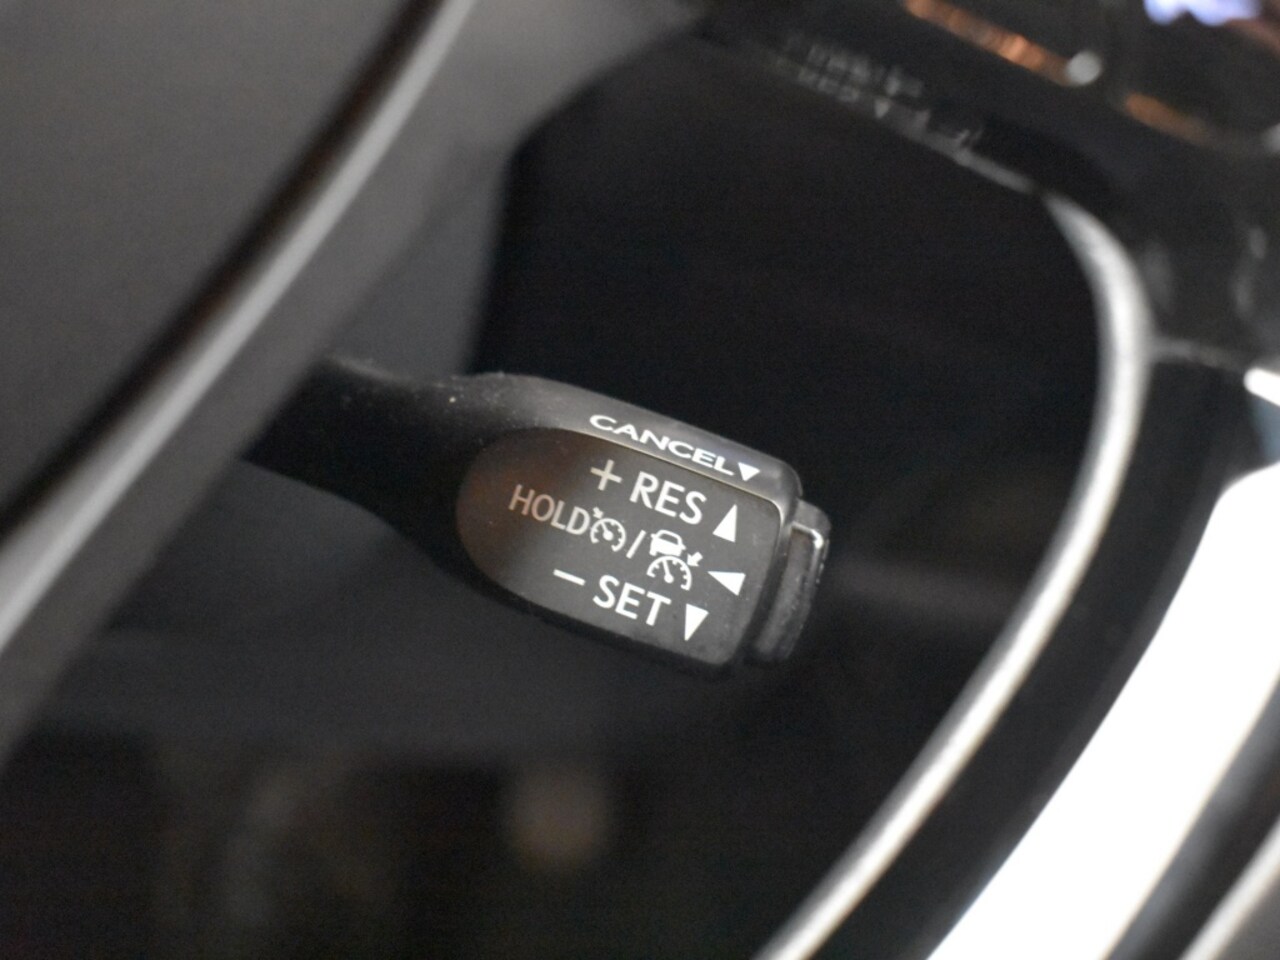 CANCEL▼
+ RES ▲
HOLD / ◀
− SET ▼